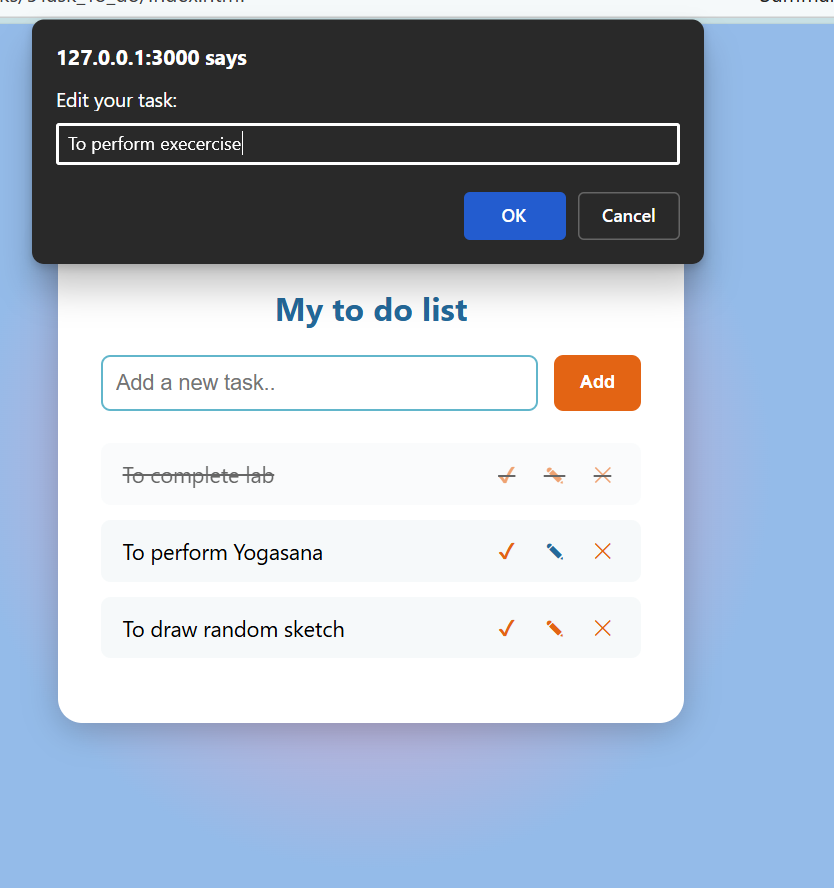 127.0.0.1:3000 says
Edit your task:
To perform execercise
OK Cancel
My to do list
Add a new task.. Add
To complete lab
To perform Yogasana
To draw random sketch